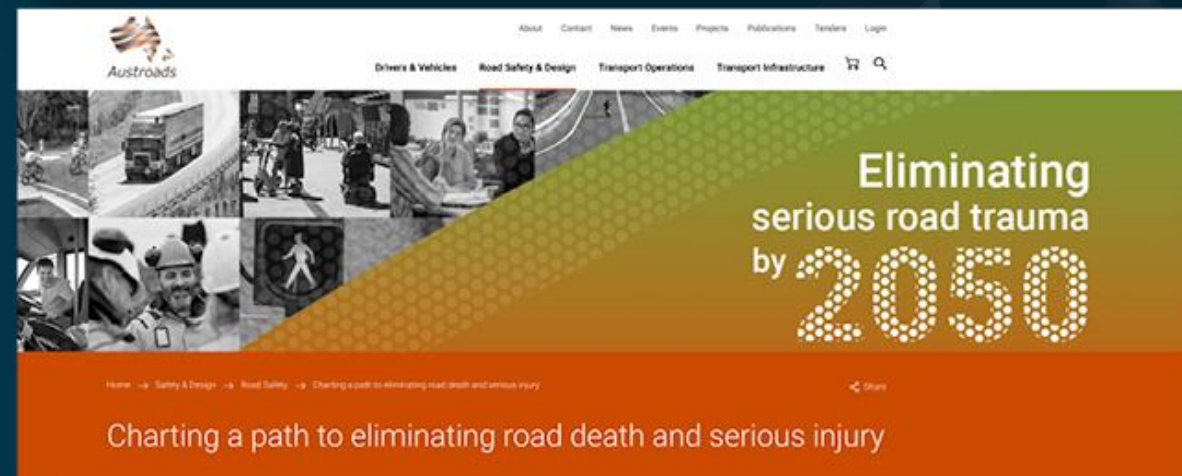 About Contact News Events Projects Publications Tenders Login
Austroads
Drivers & Vehicles Road Safety & Design Transport Operations Transport Infrastructure
Eliminating
serious road trauma
by 2050
Home → Safety & Design → Road Safety → Charting a path to eliminating road death and serious injury
Share
Charting a path to eliminating road death and serious injury